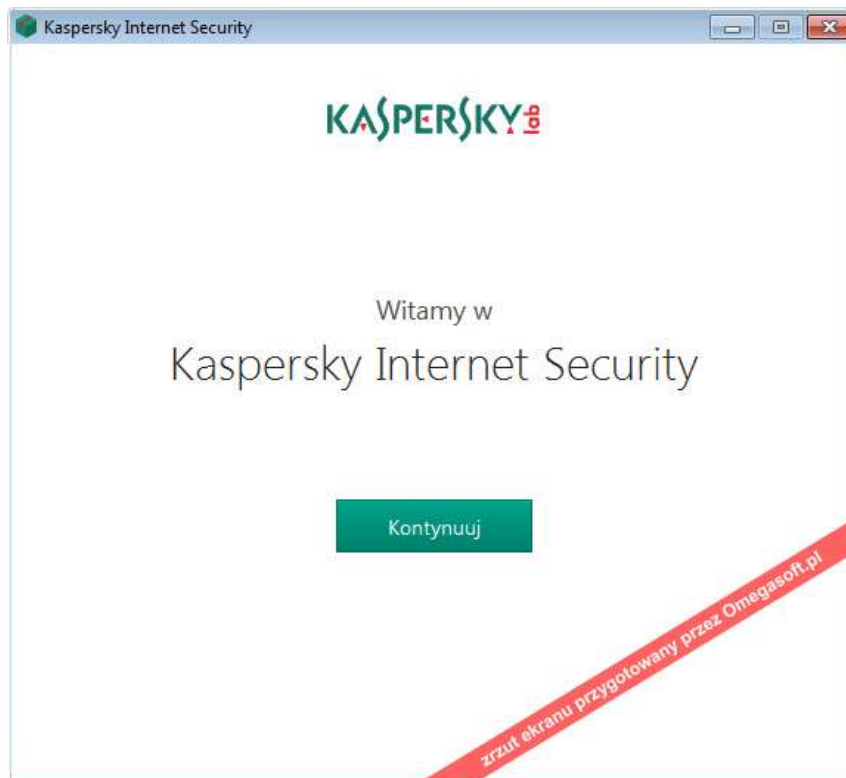 Kaspersky Internet Security
KASPERSKY lab
Witamy w
Kaspersky Internet Security
Kontynuuj
zrzut ekranu przygotowany przez Omegasoft.pl